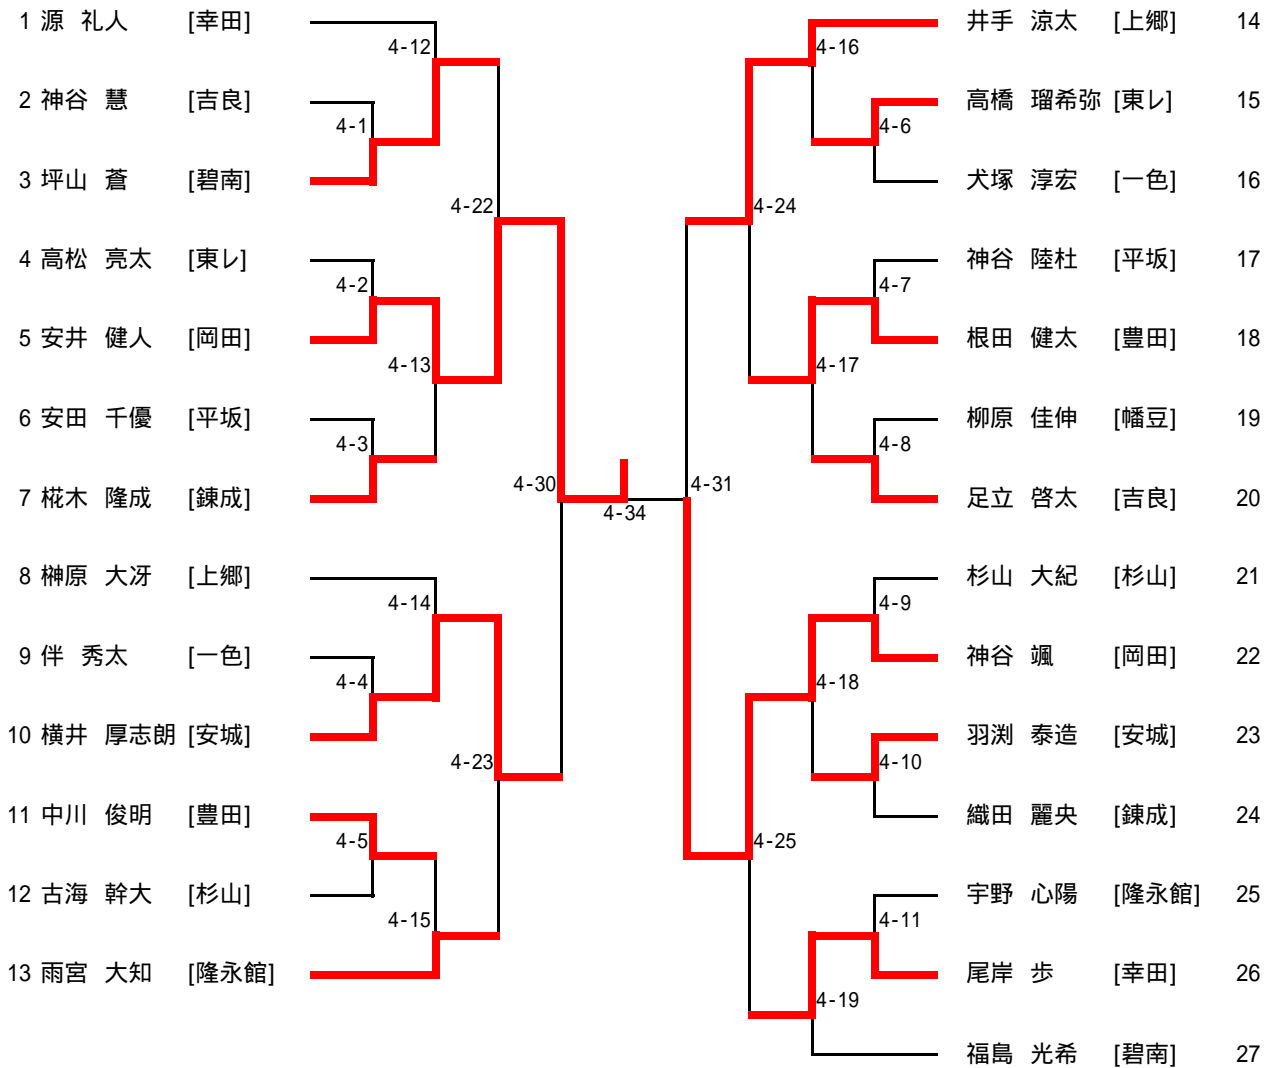 1 源 礼人 [幸田]
4-12
2 神谷 慧 [吉良]
4-1
3 坪山 蒼 [碧南]
4-22
4 高松 亮太 [東レ]
4-2
5 安井 健人 [岡田]
4-13
6 安田 千優 [平坂]
4-3
7 椛木 隆成 [錬成]
4-30
4-34
8 榊原 大冴 [上郷]
4-14
9 伴 秀太 [一色]
4-4
10 横井 厚志朗 [安城]
4-23
11 中川 俊明 [豊田]
4-5
12 古海 幹大 [杉山]
4-15
13 雨宮 大知 [隆永館]
井手 涼太 [上郷] 14
4-16
高橋 瑠希弥 [東レ] 15
4-6
犬塚 淳宏 [一色] 16
4-24
神谷 陸杜 [平坂] 17
4-7
根田 健太 [豊田] 18
4-17
柳原 佳伸 [幡豆] 19
4-8
足立 啓太 [吉良] 20
4-31
杉山 大紀 [杉山] 21
4-9
神谷 颯 [岡田] 22
4-18
羽渕 泰造 [安城] 23
4-10
織田 麗央 [錬成] 24
4-25
宇野 心陽 [隆永館] 25
4-11
尾岸 歩 [幸田] 26
4-19
福島 光希 [碧南] 27